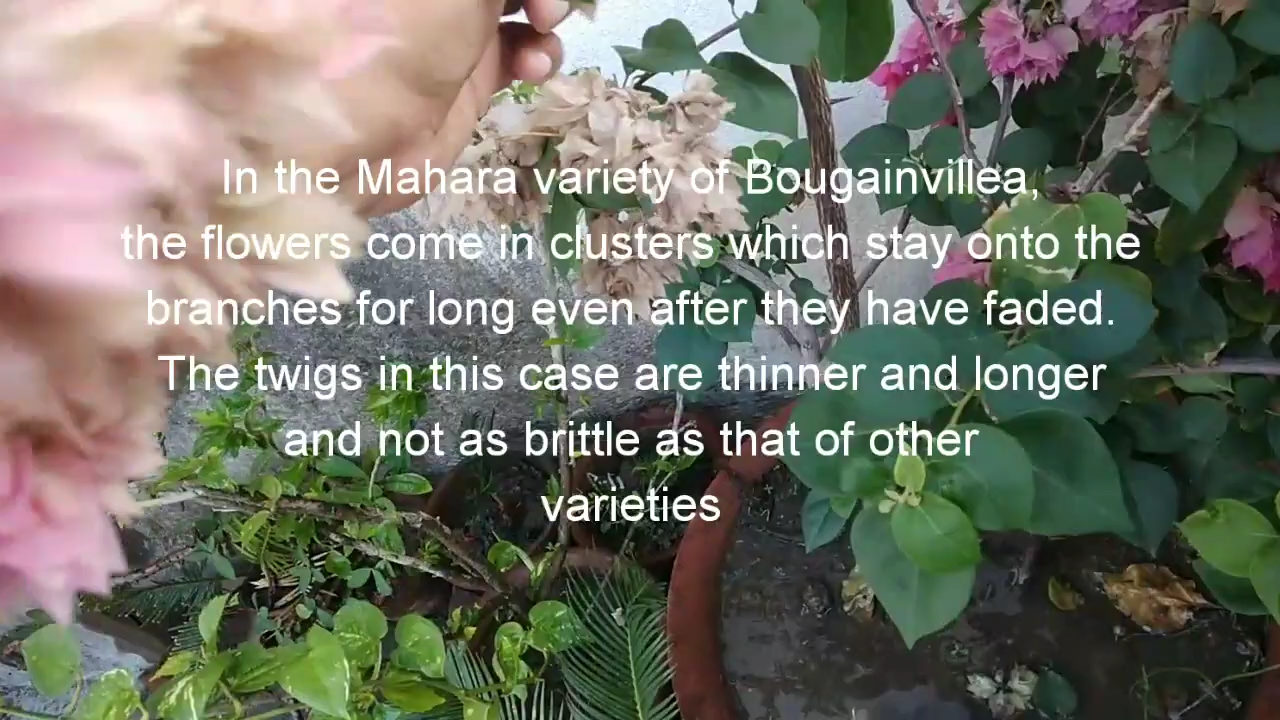 In the Mahara variety of Bougainvillea,
the flowers come in clusters which stay onto the
branches for long even after they have faded.
The twigs in this case are thinner and longer
and not as brittle as that of other
varieties